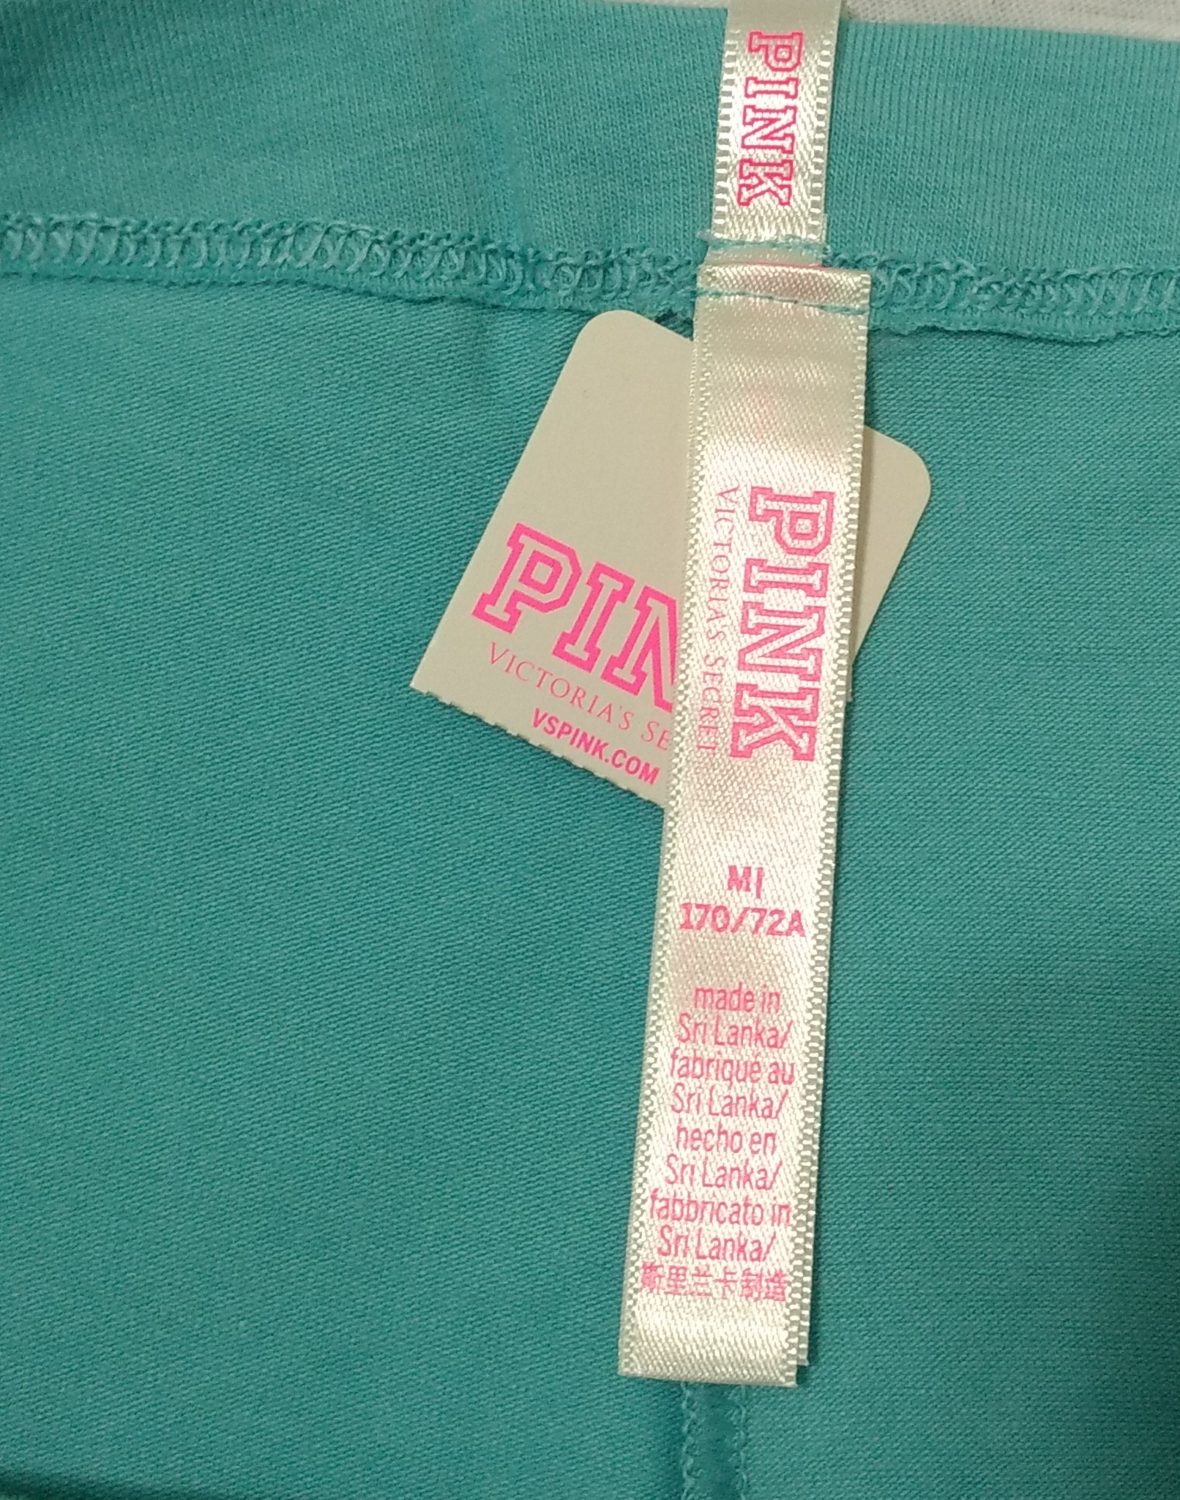 PINK
PIN
VICTORIA'S SE
VSPINK.COM
PINK
VICTORIA'S SECRET
M|
170/72A
made in
Sri Lanka/
fabriqué au
Sri Lanka/
hecho en
Sri Lanka/
fabbricato in
Sri Lanka/
斯里兰卡制造